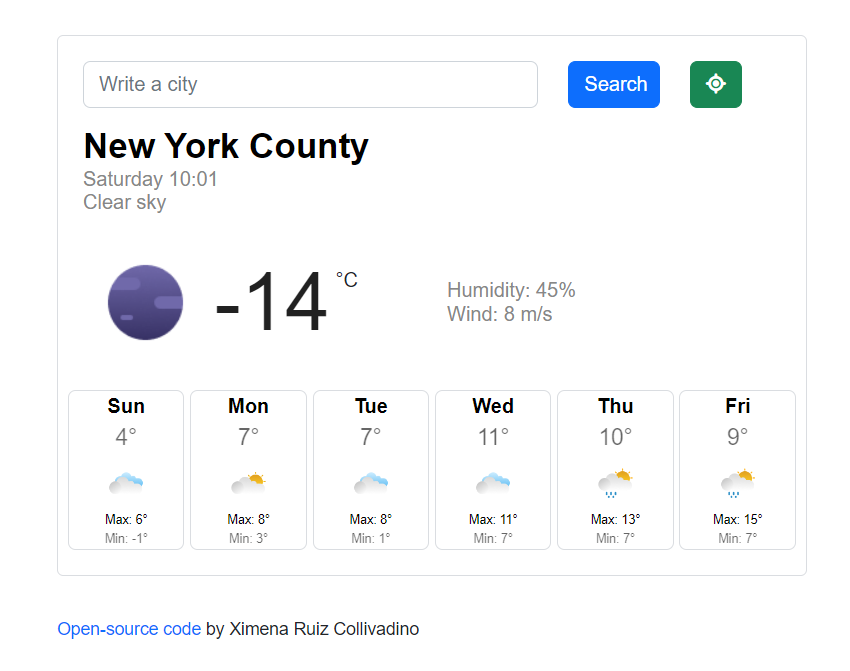 Write a city
Search
New York County
Saturday 10:01
Clear sky
-14 °C
Humidity: 45%
Wind: 8 m/s
Sun
4°
Max: 6°
Min: -1°
Mon
7°
Max: 8°
Min: 3°
Tue
7°
Max: 8°
Min: 1°
Wed
11°
Max: 11°
Min: 7°
Thu
10°
Max: 13°
Min: 7°
Fri
9°
Max: 15°
Min: 7°
Open-source code by Ximena Ruiz Collivadino